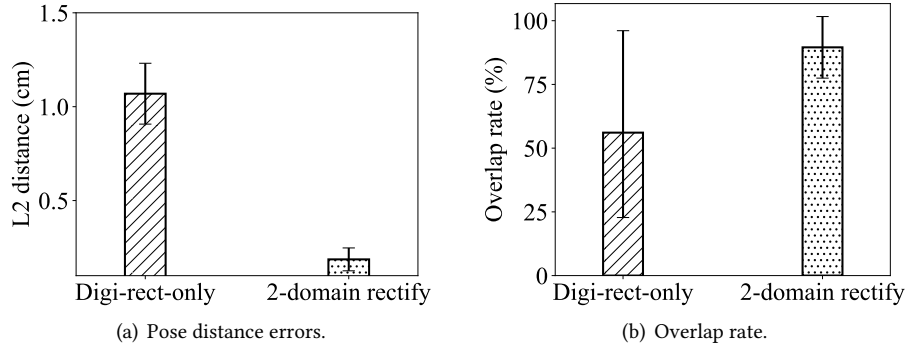 L2 distance (cm)
1.5
1.0
0.5
Digi-rect-only 2-domain rectify
(a) Pose distance errors.
Overlap rate (%)
100
75
50
25
0
Digi-rect-only 2-domain rectify
(b) Overlap rate.